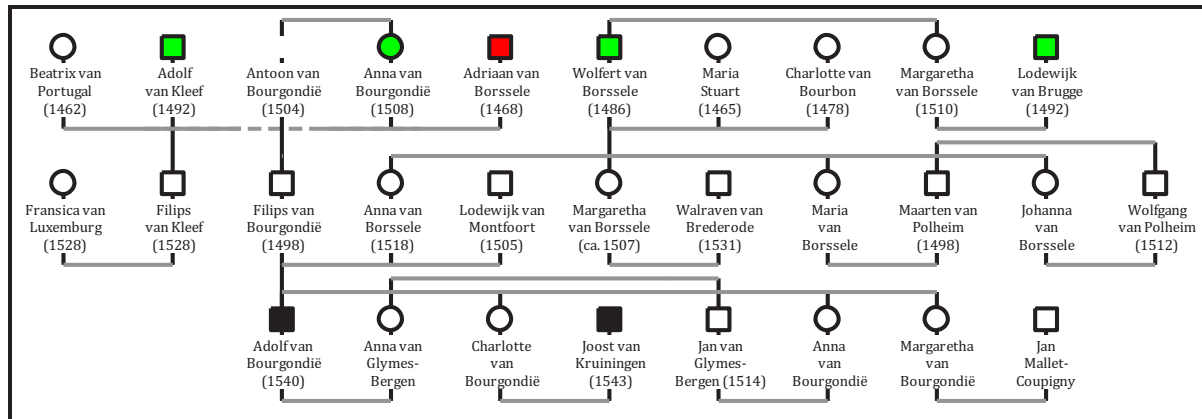 Beatrix van
Portugal
(1462)
Adolf
van Kleef
(1492)
Antoon van
Bourgondië
(1504)
Anna van
Bourgondië
(1508)
Adriaan van
Borssele
(1468)
Wolfert van
Borssele
(1486)
Maria
Stuart
(1465)
Charlotte van
Bourbon
(1478)
Margaretha
van Borssele
(1510)
Lodewijk
van Brugge
(1492)
Fransica van
Luxemburg
(1528)
Filips
van Kleef
(1528)
Filips van
Bourgondië
(1498)
Anna van
Borssele
(1518)
Lodewijk van
Montfoort
(1505)
Margaretha
van Borssele
(ca. 1507)
Walraven van
Brederode
(1531)
Maria
van
Borssele
Maarten van
Polheim
(1498)
Johanna
van
Borssele
Wolfgang
van Polheim
(1512)
Adolf van
Bourgondië
(1540)
Anna van
Glymes-
Bergen
Charlotte
van
Bourgondië
Joost van
Kruiningen
(1543)
Jan van
Glymes-
Bergen (1514)
Anna
van
Bourgondië
Margaretha
van
Bourgondië
Jan
Mallet-
Coupigny